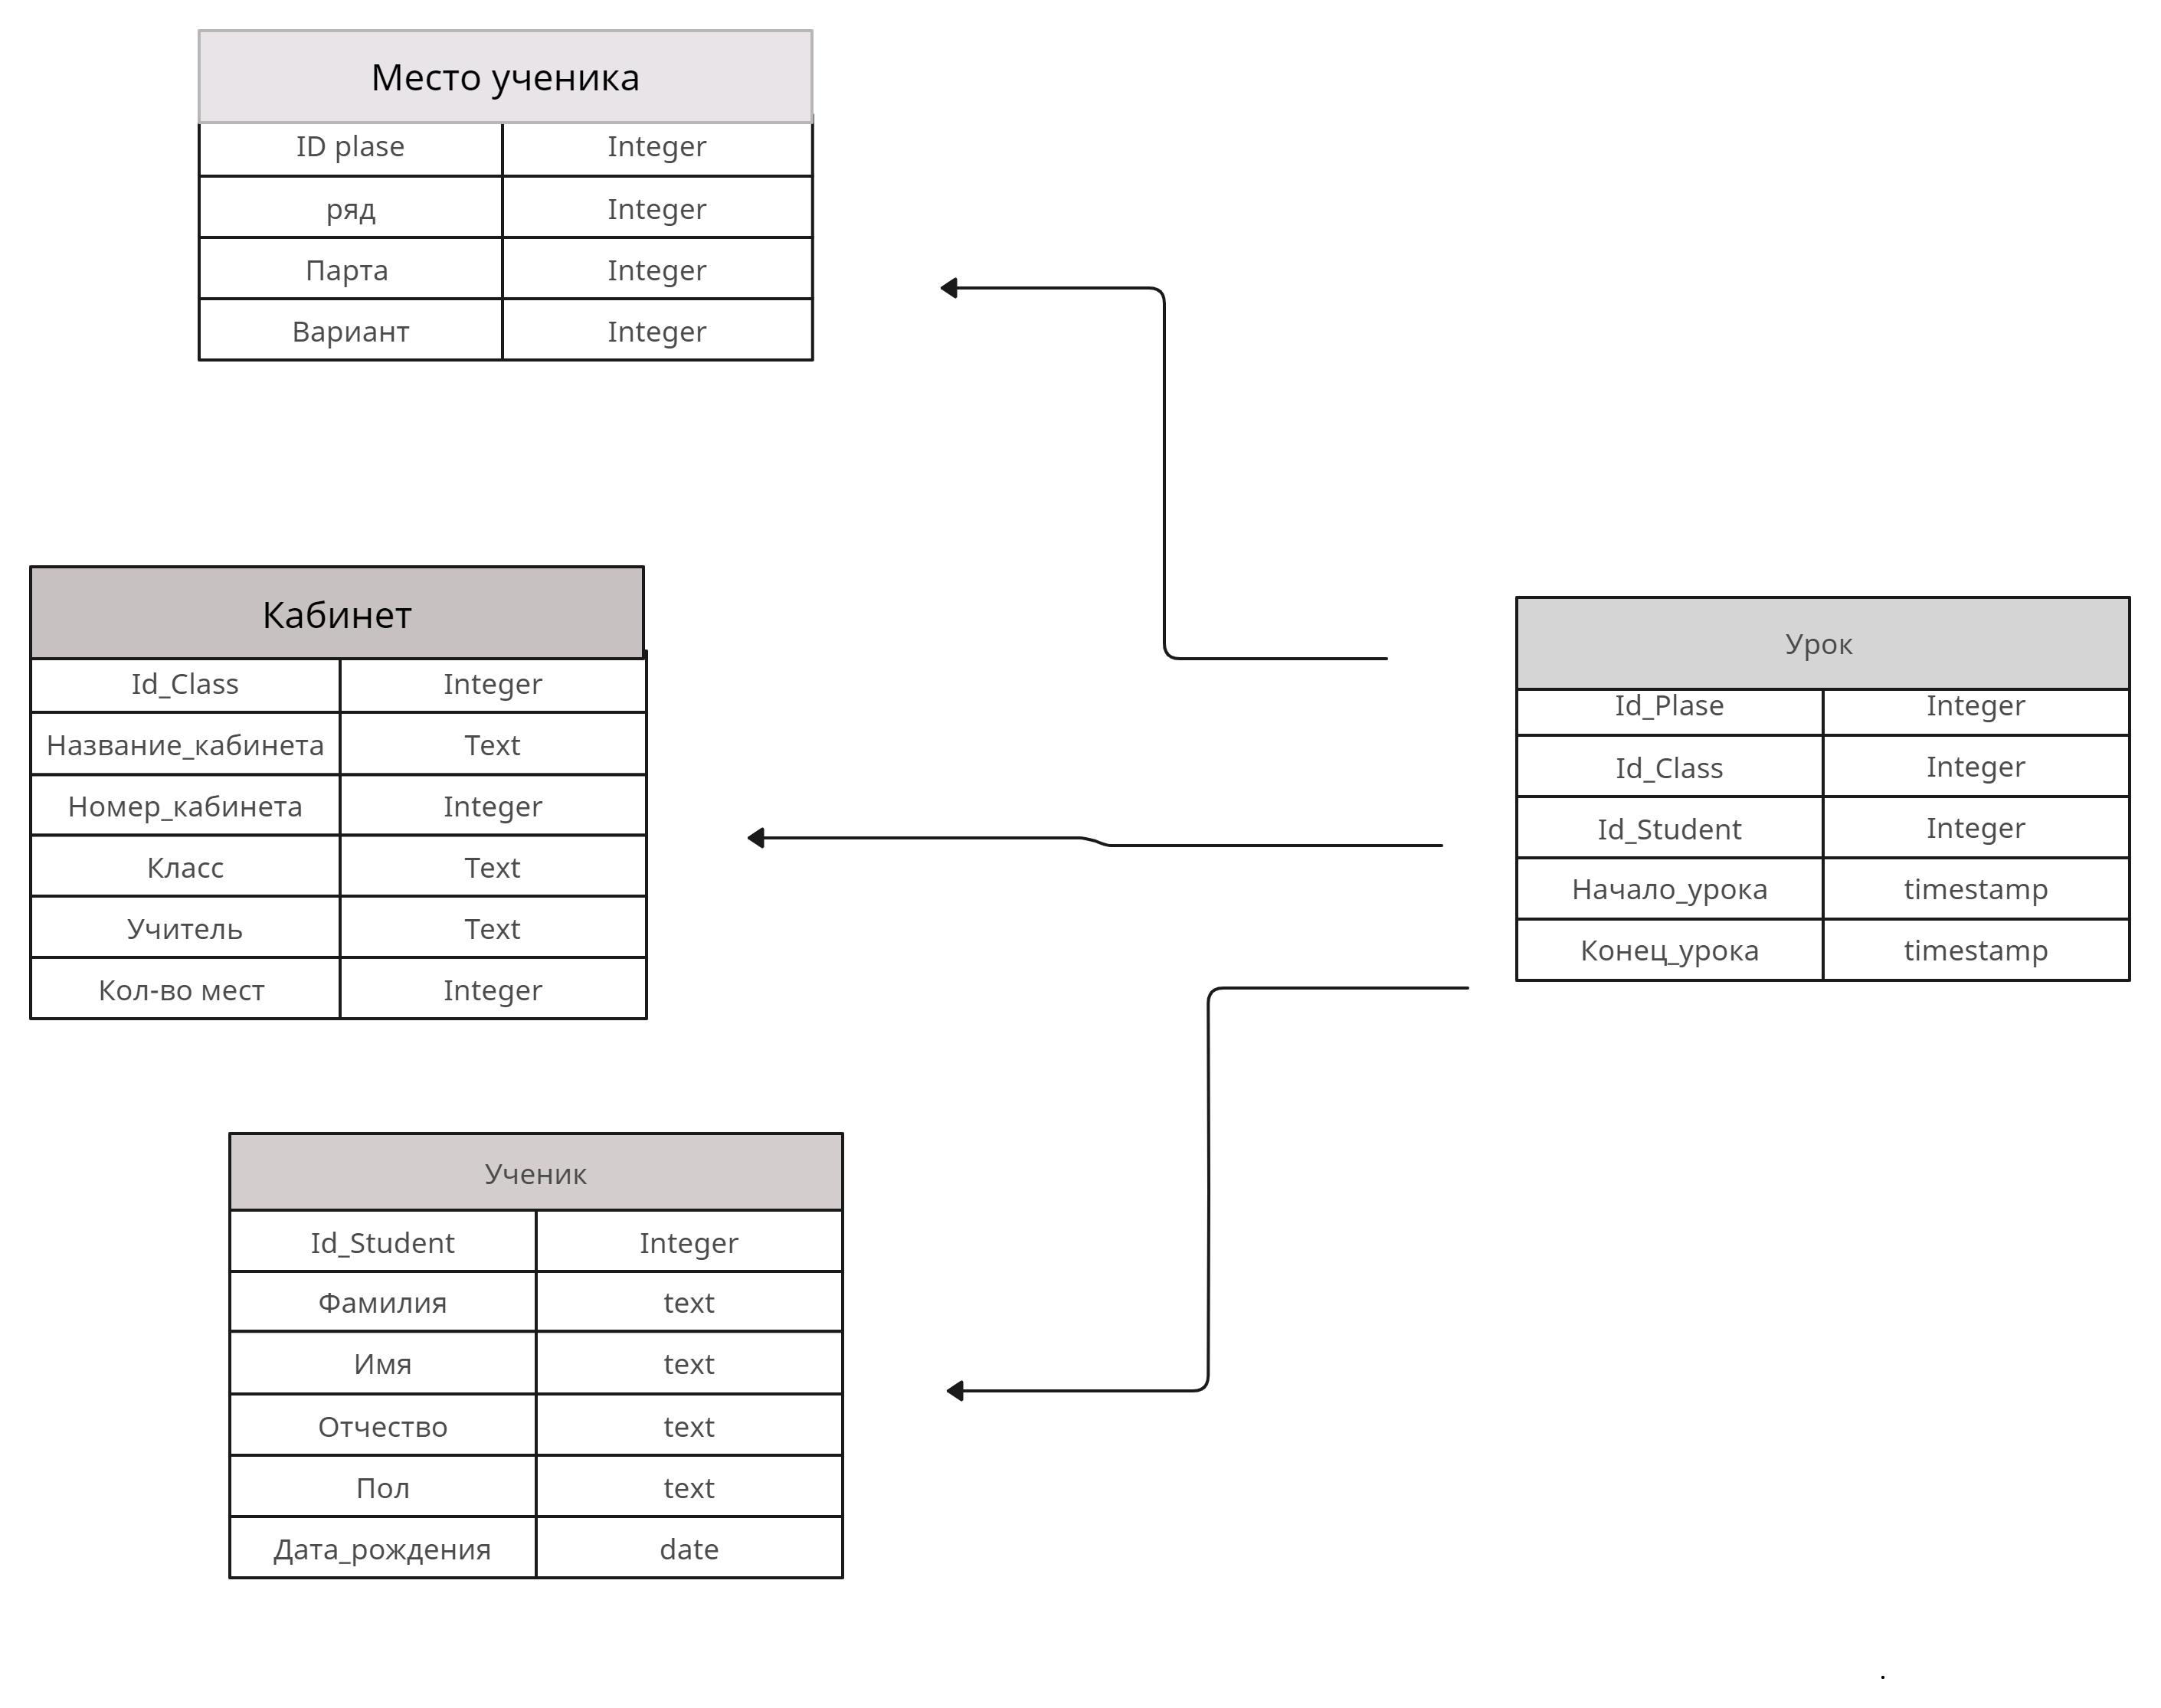 Место ученика
ID plase Integer
ряд Integer
Парта Integer
Вариант Integer
Кабинет
Id_Class Integer
Название_кабинета Text
Номер_кабинета Integer
Класс Text
Учитель Text
Кол-во мест Integer
Урок
Id_Plase Integer
Id_Class Integer
Id_Student Integer
Начало_урока timestamp
Конец_урока timestamp
Ученик
Id_Student Integer
Фамилия text
Имя text
Отчество text
Пол text
Дата_рождения date
.